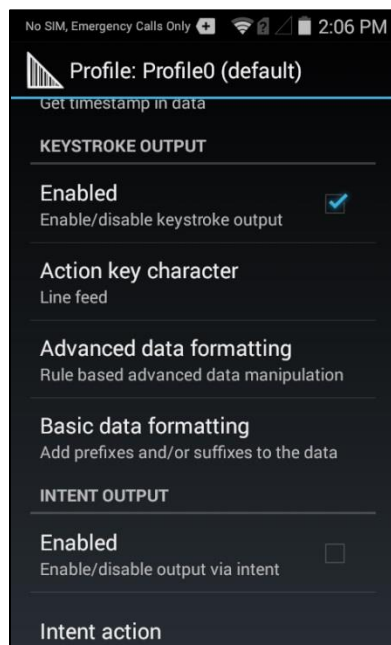 No SIM, Emergency Calls Only 2:06 PM
Profile: Profile0 (default)
Get timestamp in data
KEYSTROKE OUTPUT
Enabled
Enable/disable keystroke output
Action key character
Line feed
Advanced data formatting
Rule based advanced data manipulation
Basic data formatting
Add prefixes and/or suffixes to the data
INTENT OUTPUT
Enabled
Enable/disable output via intent
Intent action